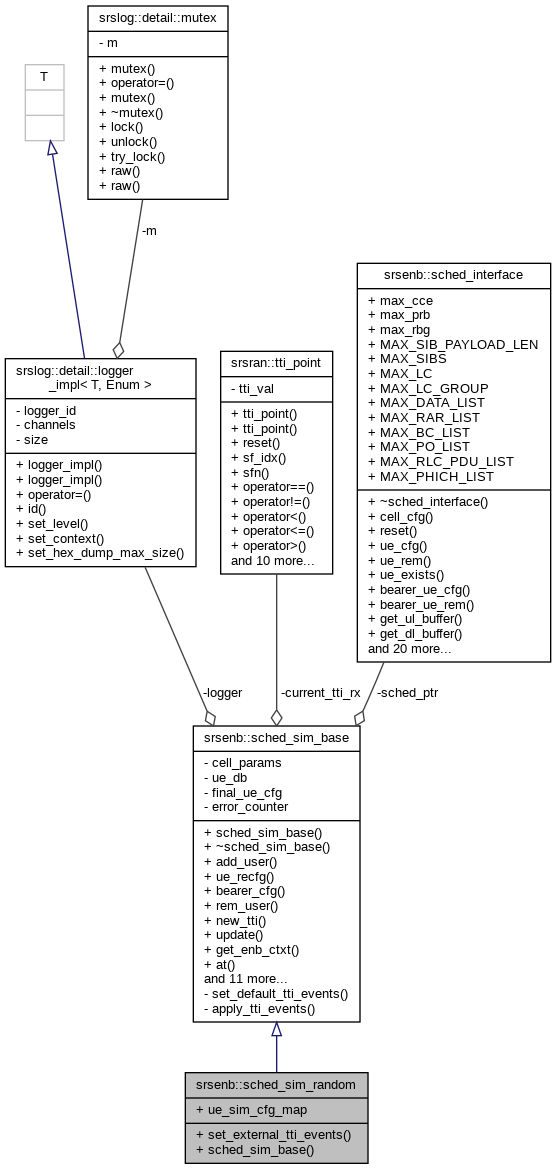 srslog::detail::mutex
- m
+ mutex()
+ operator=()
+ mutex()
+ ~mutex()
+ lock()
+ unlock()
+ try_lock()
+ raw()
+ raw()
T
-m
srslog::detail::logger
_impl< T, Enum >
- logger_id
- channels
- size
+ logger_impl()
+ logger_impl()
+ operator=()
+ id()
+ set_level()
+ set_context()
+ set_hex_dump_max_size()
srsran::tti_point
- tti_val
+ tti_point()
+ tti_point()
+ reset()
+ sf_idx()
+ sfn()
+ operator==()
+ operator!=()
+ operator<()
+ operator<=()
+ operator>()
and 10 more...
srsenb::sched_interface
+ max_cce
+ max_prb
+ max_rbg
+ MAX_SIB_PAYLOAD_LEN
+ MAX_SIBS
+ MAX_LC
+ MAX_LC_GROUP
+ MAX_DATA_LIST
+ MAX_RAR_LIST
+ MAX_BC_LIST
+ MAX_PO_LIST
+ MAX_RLC_PDU_LIST
+ MAX_PHICH_LIST
+ ~sched_interface()
+ cell_cfg()
+ reset()
+ ue_cfg()
+ ue_rem()
+ ue_exists()
+ bearer_ue_cfg()
+ bearer_ue_rem()
+ get_ul_buffer()
+ get_dl_buffer()
and 20 more...
-logger
-current_tti_rx
-sched_ptr
srsenb::sched_sim_base
- cell_params
- ue_db
- final_ue_cfg
- error_counter
+ sched_sim_base()
+ ~sched_sim_base()
+ add_user()
+ ue_recfg()
+ bearer_cfg()
+ rem_user()
+ new_tti()
+ update()
+ get_enb_ctxt()
+ at()
and 11 more...
- set_default_tti_events()
- apply_tti_events()
srsenb::sched_sim_random
+ ue_sim_cfg_map
+ set_external_tti_events()
+ sched_sim_base()